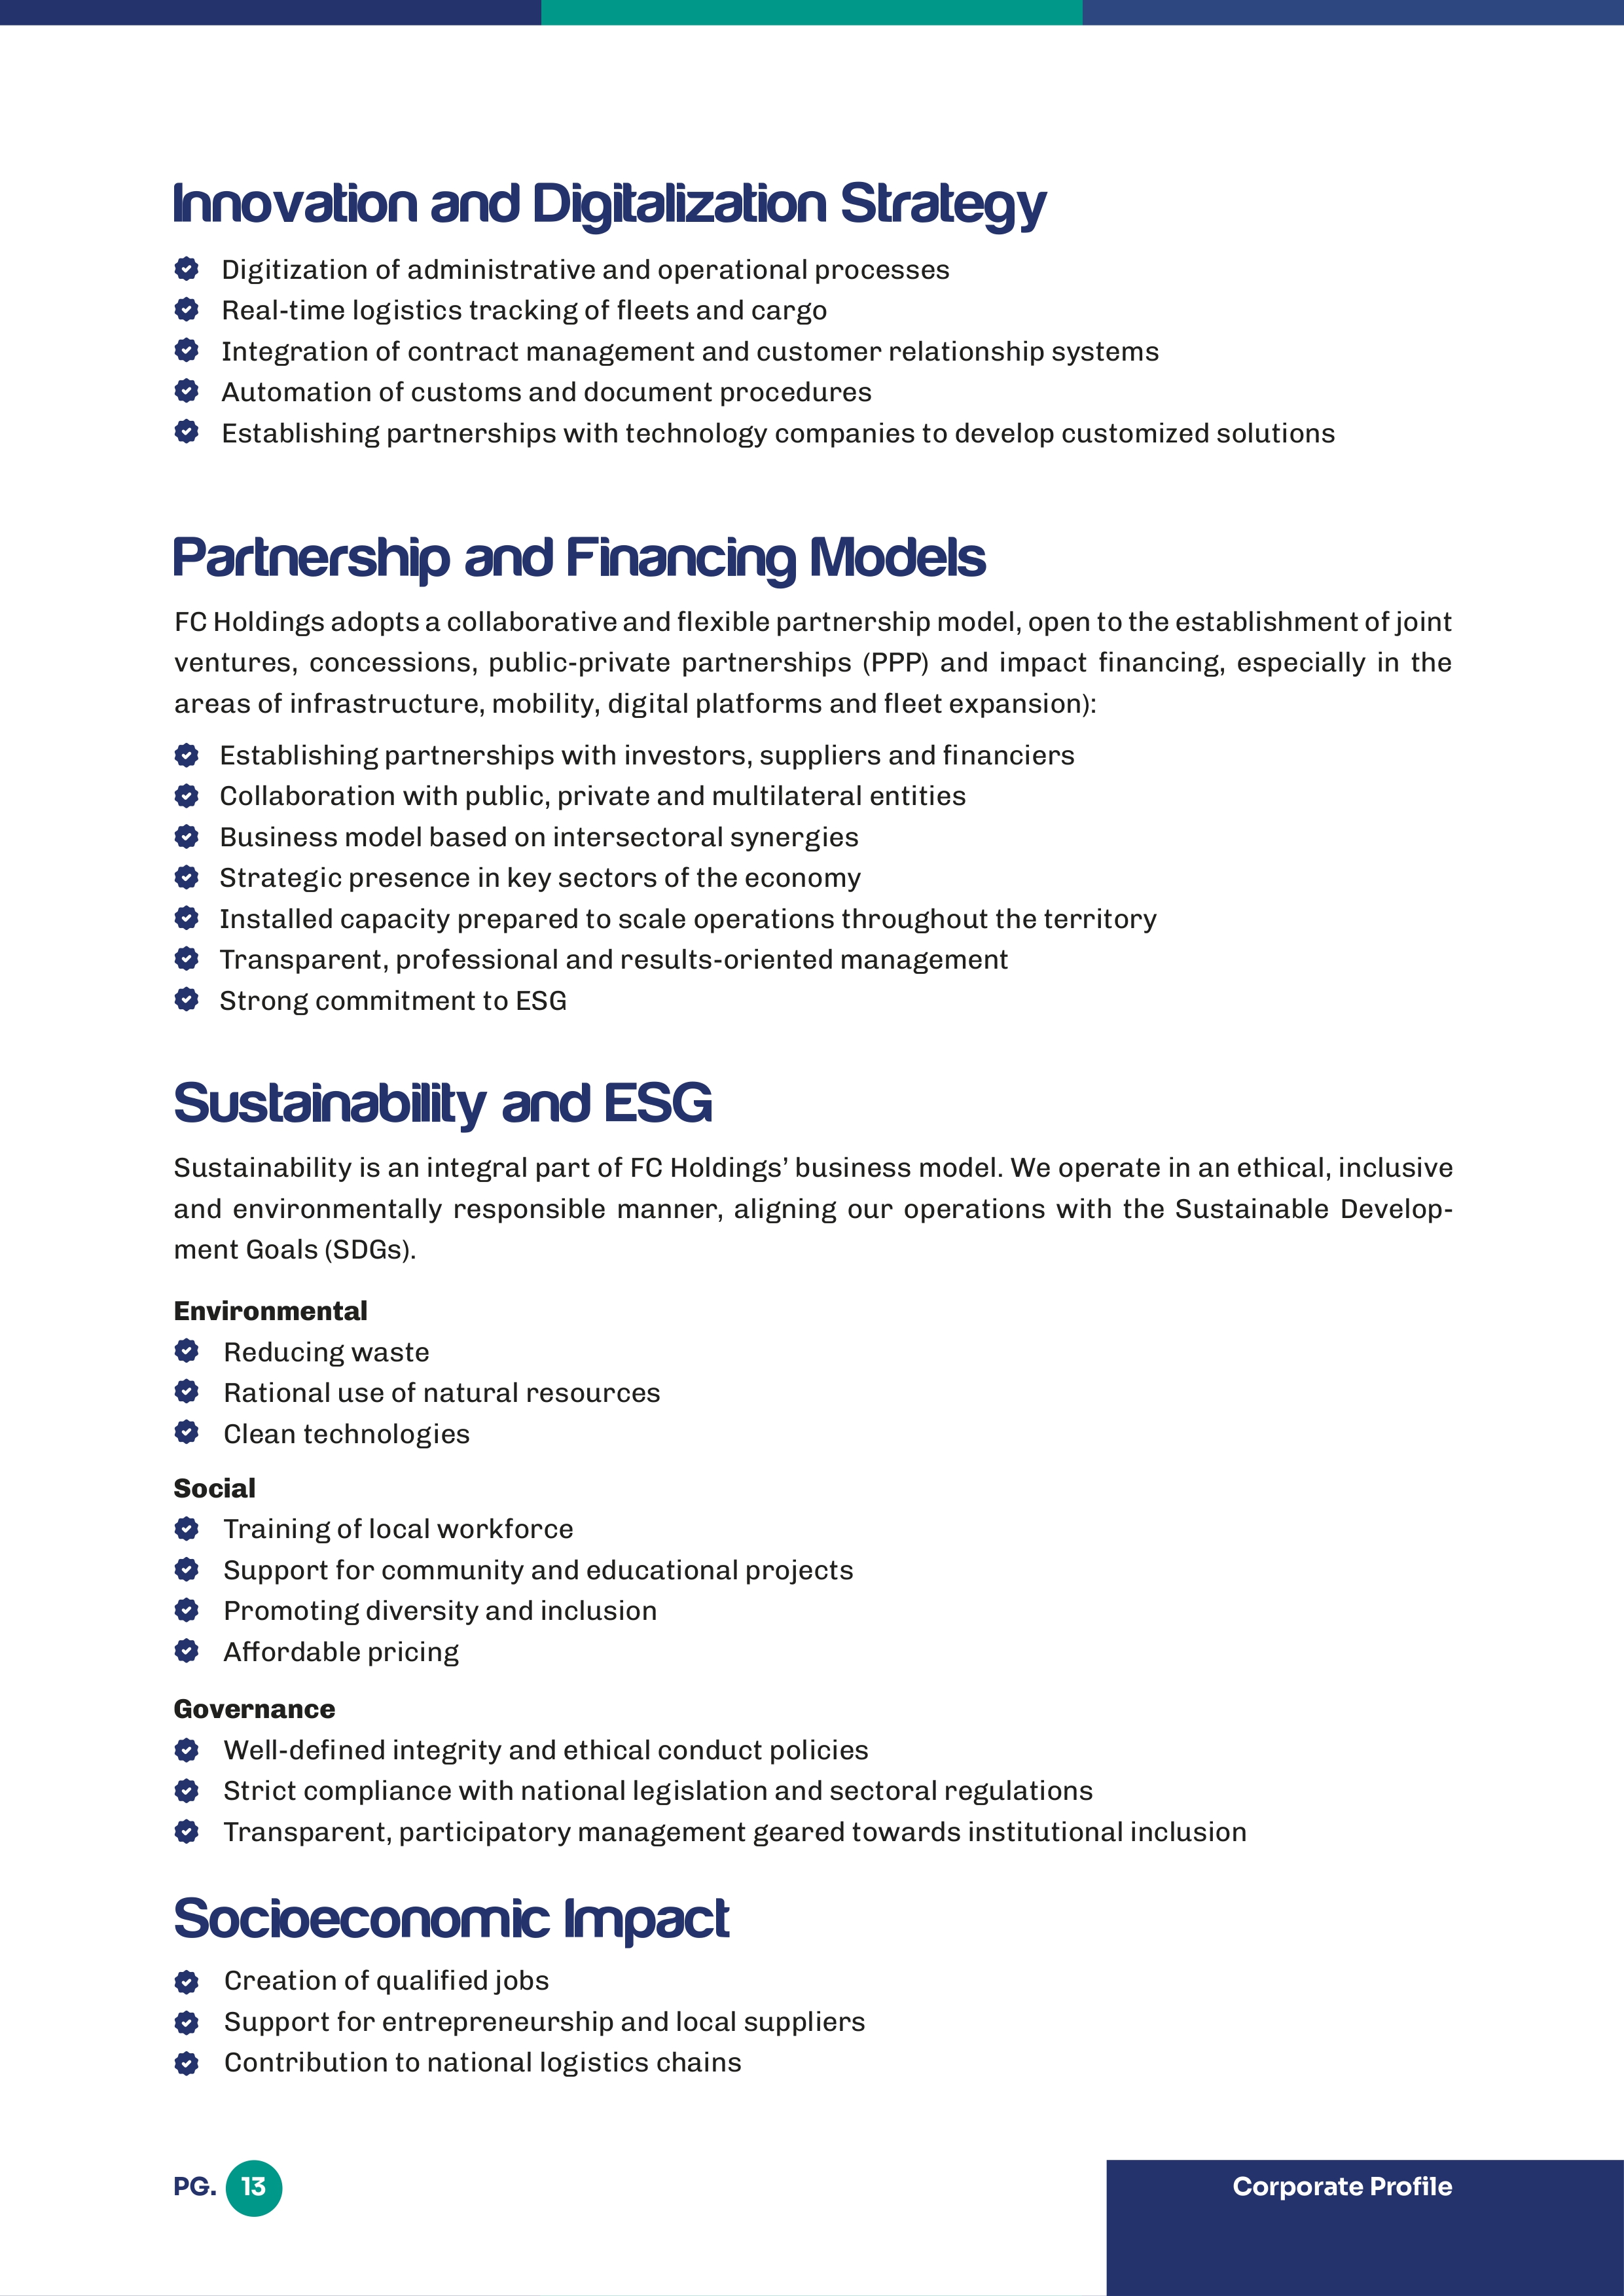 Innovation and Digitalization Strategy
Digitization of administrative and operational processes
Real-time logistics tracking of fleets and cargo
Integration of contract management and customer relationship systems
Automation of customs and document procedures
Establishing partnerships with technology companies to develop customized solutions
Partnership and Financing Models
FC Holdings adopts a collaborative and flexible partnership model, open to the establishment of joint
ventures, concessions, public-private partnerships (PPP) and impact financing, especially in the
areas of infrastructure, mobility, digital platforms and fleet expansion):
Establishing partnerships with investors, suppliers and financiers
Collaboration with public, private and multilateral entities
Business model based on intersectoral synergies
Strategic presence in key sectors of the economy
Installed capacity prepared to scale operations throughout the territory
Transparent, professional and results-oriented management
Strong commitment to ESG
Sustainability and ESG
Sustainability is an integral part of FC Holdings’ business model. We operate in an ethical, inclusive
and environmentally responsible manner, aligning our operations with the Sustainable Develop-
ment Goals (SDGs).
Environmental
Reducing waste
Rational use of natural resources
Clean technologies
Social
Training of local workforce
Support for community and educational projects
Promoting diversity and inclusion
Affordable pricing
Governance
Well-defined integrity and ethical conduct policies
Strict compliance with national legislation and sectoral regulations
Transparent, participatory management geared towards institutional inclusion
Socioeconomic Impact
Creation of qualified jobs
Support for entrepreneurship and local suppliers
Contribution to national logistics chains
PG. 13
Corporate Profile